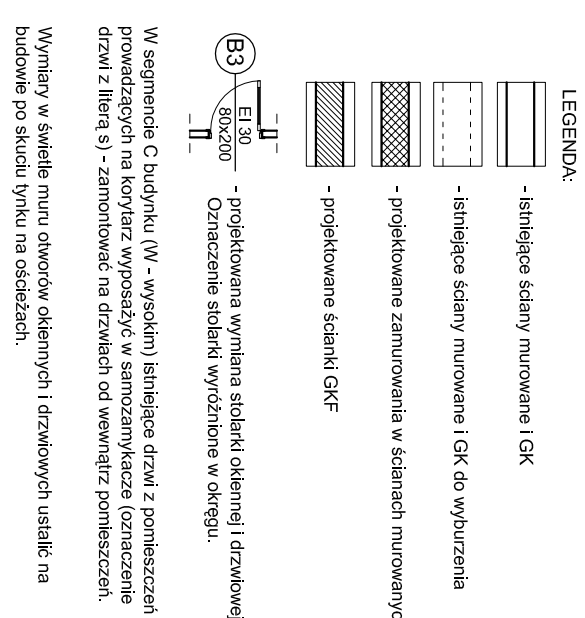 LEGENDA:
- istniejące ściany murowane i GK
- istniejące ściany murowane i GK do wyburzenia
- projektowane zamurowania w ścianach murowanyc
- projektowane ścianki GKF
B3
EI 30
80x200
- projektowana wymiana stolarki okiennej i drzwiowej
Oznaczenie stolarki wyróżnione w okręgu.
W segmencie C budynku (W - wysokim) istniejące drzwi z pomieszczeń
prowadzących na korytarz wyposażyć w samozamykacze (oznaczenie
drzwi z literą s) - zamontować na drzwiach od wewnątrz pomieszczeń.
Wymiary w świetle muru otworów okiennych i drzwiowych ustalić na
budowie po skuciu tynku na ościeżach.